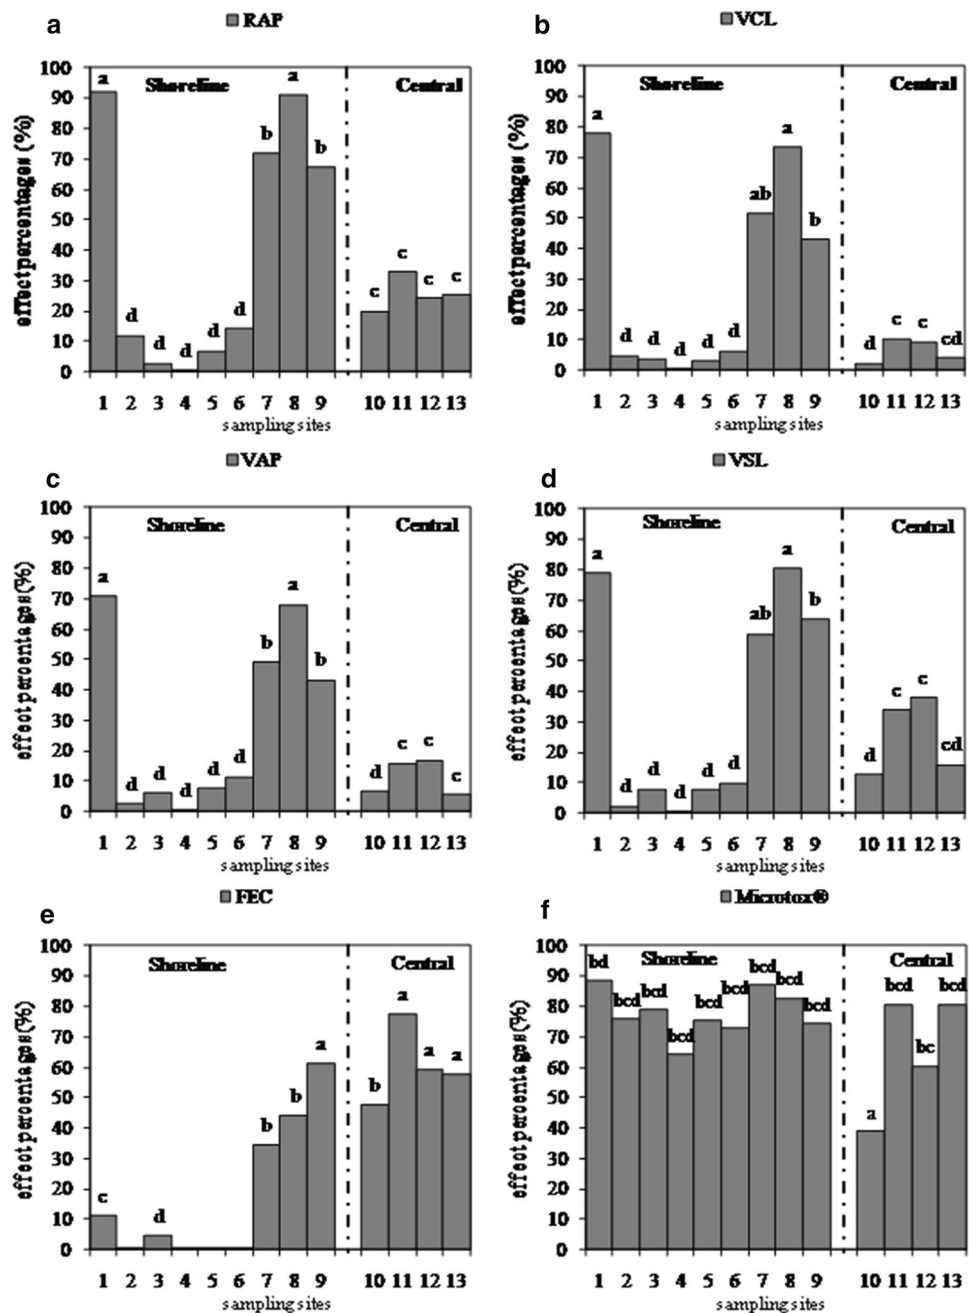 a RAP
effect percentages (%)
100
90
80
70
60
50
40
30
20
10
0
Shoreline Central
a d d d d d b a b c c c c
1 2 3 4 5 6 7 8 9 10 11 12 13
sampling sites
b VCL
effect percentages (%)
100
90
80
70
60
50
40
30
20
10
0
Shoreline Central
a d d d d d ab a b d c c cd
1 2 3 4 5 6 7 8 9 10 11 12 13
sampling sites
c VAP
effect percentages (%)
100
90
80
70
60
50
40
30
20
10
0
Shoreline Central
a d d d d d b a b d c c c
1 2 3 4 5 6 7 8 9 10 11 12 13
sampling sites
d VSL
effect percentages (%)
100
90
80
70
60
50
40
30
20
10
0
Shoreline Central
a d d d d d ab a b d c c cd
1 2 3 4 5 6 7 8 9 10 11 12 13
sampling sites
e FEC
effect percentages (%)
100
90
80
70
60
50
40
30
20
10
0
Shoreline Central
c d b b a b a a a
1 2 3 4 5 6 7 8 9 10 11 12 13
sampling sites
f Microtox®
effect percentages (%)
100
90
80
70
60
50
40
30
20
10
0
Shoreline Central
bd bcd bcd bcd bcd bcd bcd bcd bcd a bcd bc bcd
1 2 3 4 5 6 7 8 9 10 11 12 13
sampling sites